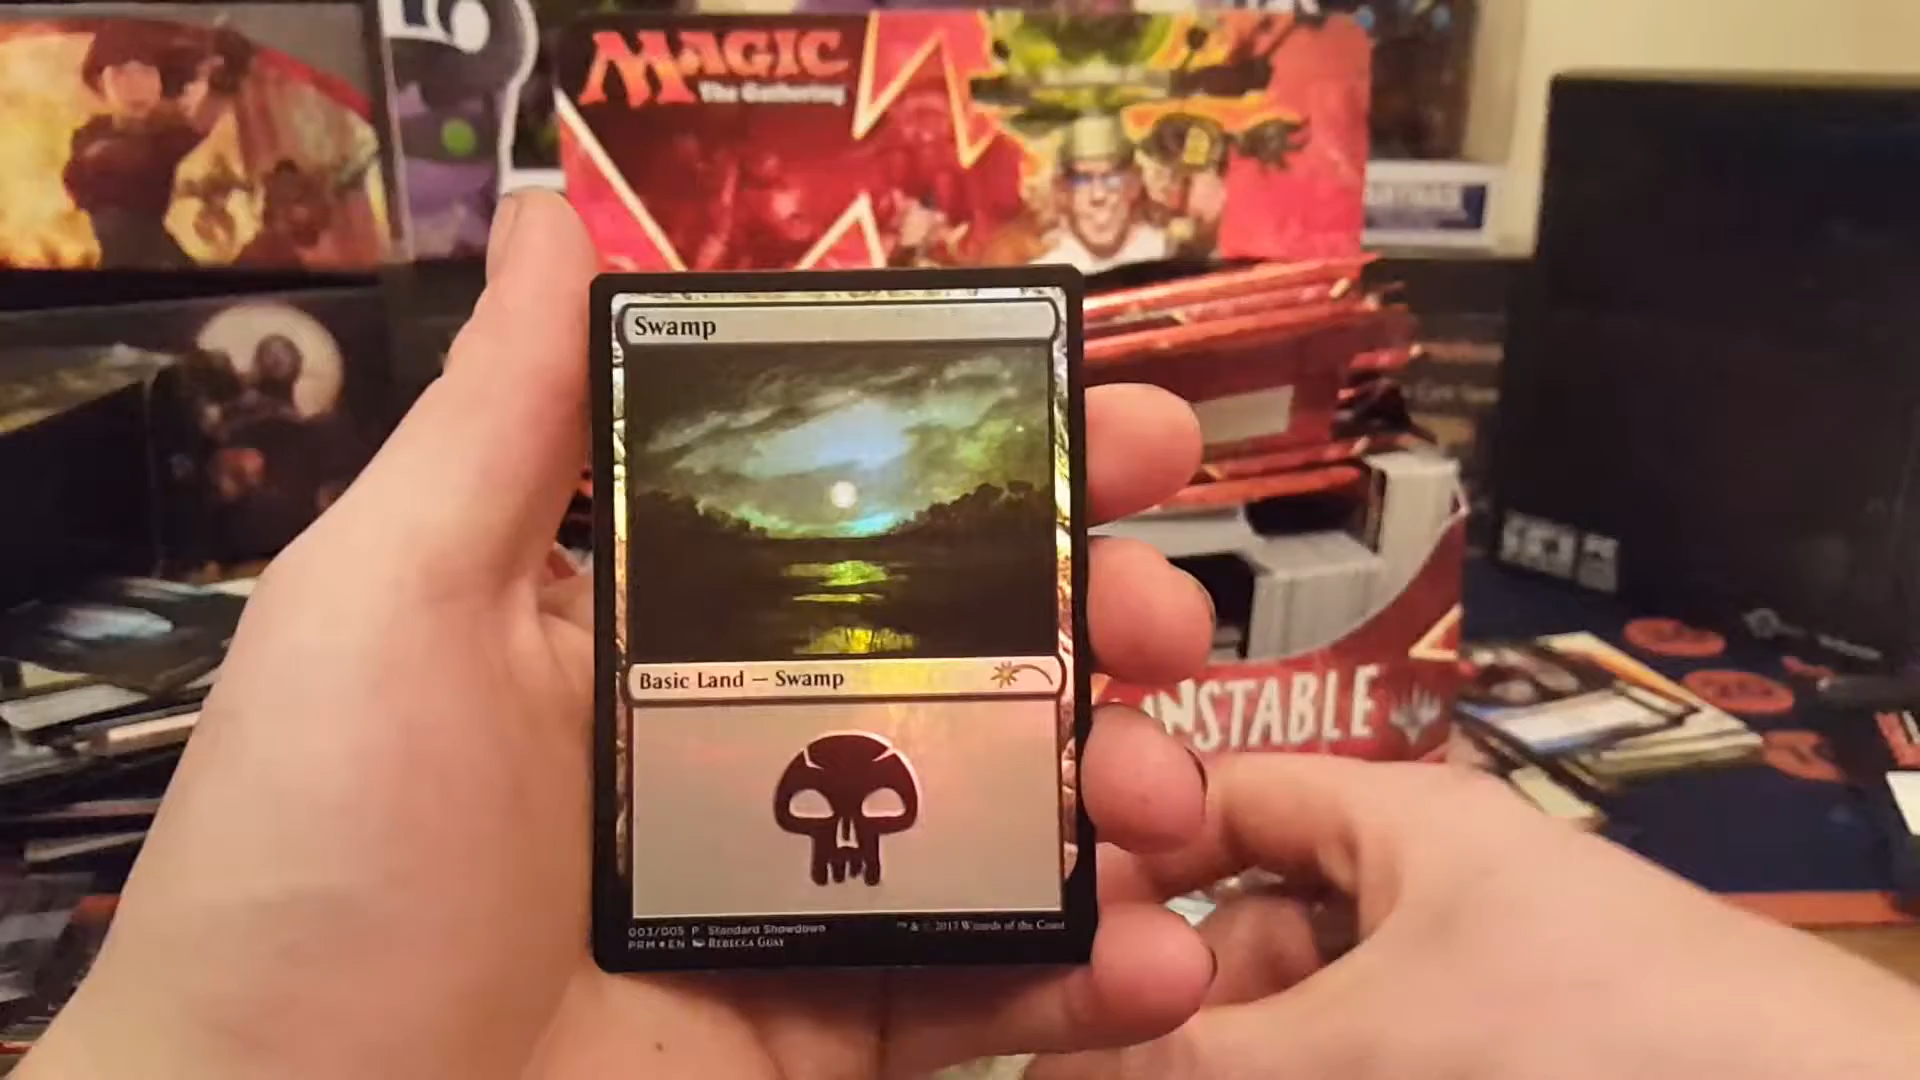 MAGIC
The Gathering
Swamp
Basic Land — Swamp
003/005 P Standard Showdown
PRM ★ EN Rebecca Guay
™ & © 2017 Wizards of the Coast
NSTABLE